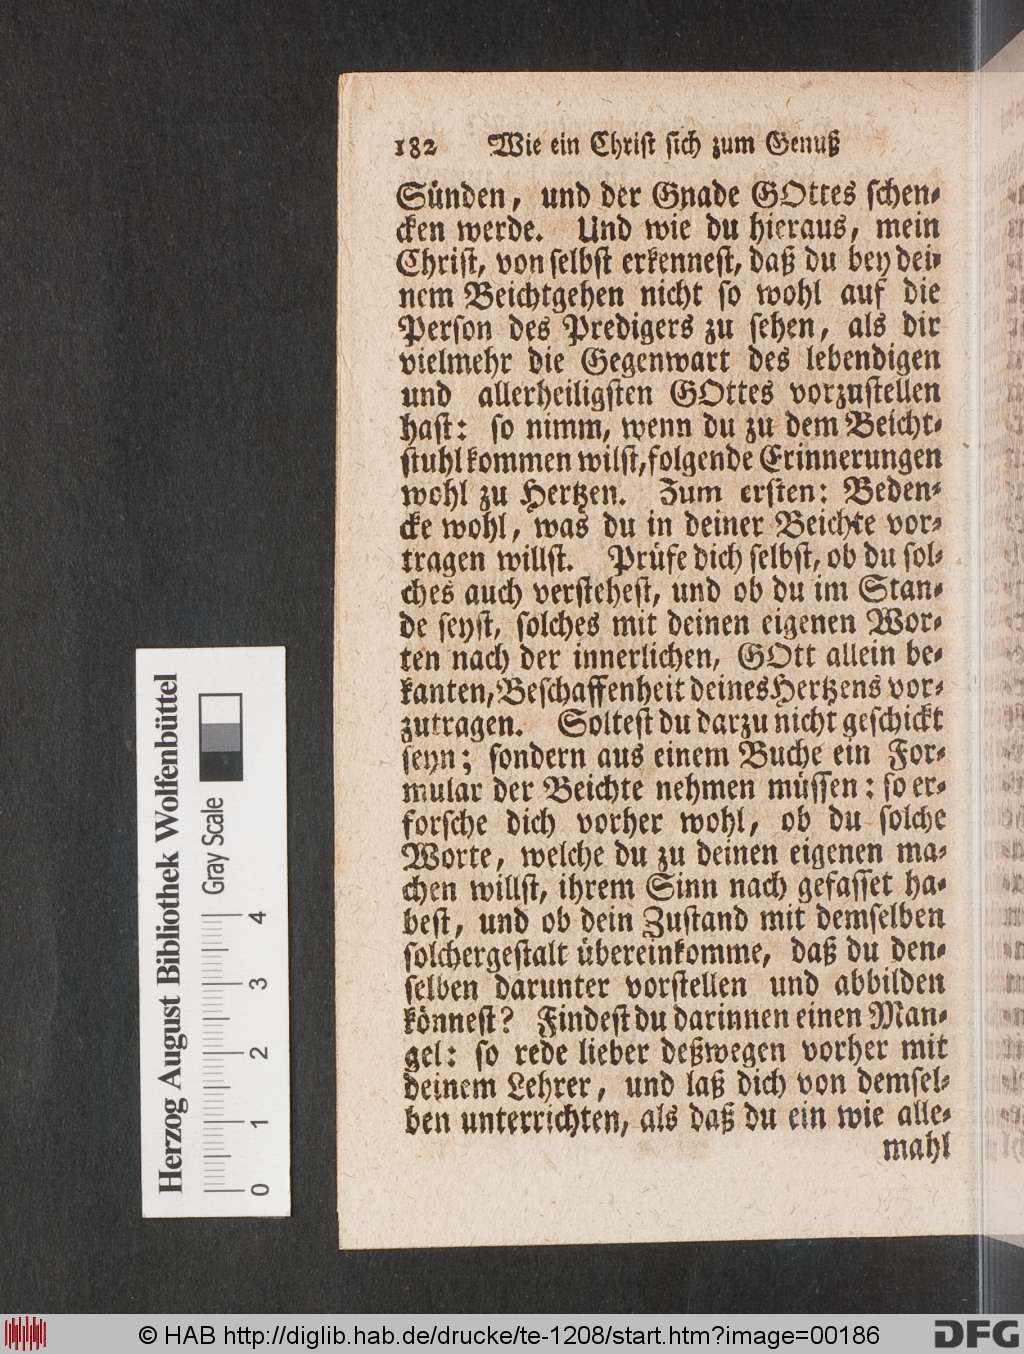 182 Wie ein Christ sich zum Genuß
Sünden, und der Gnade GOttes schen-
cken werde. Und wie du hieraus, mein
Christ, von selbst erkennest, daß du bey dei-
nem Beichtgehen nicht so wohl auf die
Person des Predigers zu sehen, als dir
vielmehr die Gegenwart des lebendigen
und allerheiligsten GOttes vorzustellen
hast: so nimm, wenn du zu dem Beicht-
stuhl kommen wilst, folgende Erinnerungen
wohl zu Hertzen. Zum ersten: Beden-
cke wohl, was du in deiner Beichte vor-
tragen willst. Prüfe dich selbst, ob du sol-
ches auch verstehest, und ob du im Stan-
de seyst, solches mit deinen eigenen Wor-
ten nach der innerlichen, GOtt allein be-
kanten, Beschaffenheit deines Hertzens vor-
zutragen. Soltest du darzu nicht geschickt
seyn; sondern aus einem Buche ein For-
mular der Beichte nehmen müssen: so er-
forsche dich vorher wohl, ob du solche
Worte, welche du zu deinen eigenen ma-
chen willst, ihrem Sinn nach gefasset ha-
best, und ob dein Zustand mit demselben
solchergestalt übereinkomme, daß du den-
selben darunter vorstellen und abbilden
könnest? Findest du darinnen einen Man-
gel: so rede lieber deßwegen vorher mit
deinem Lehrer, und laß dich von demsel-
ben unterrichten, als daß du ein wie alle-
mahl
Herzog August Bibliothek Wolfenbüttel
Gray Scale
0 1 2 3 4
© HAB http://diglib.hab.de/drucke/te-1208/start.htm?image=00186
DFG